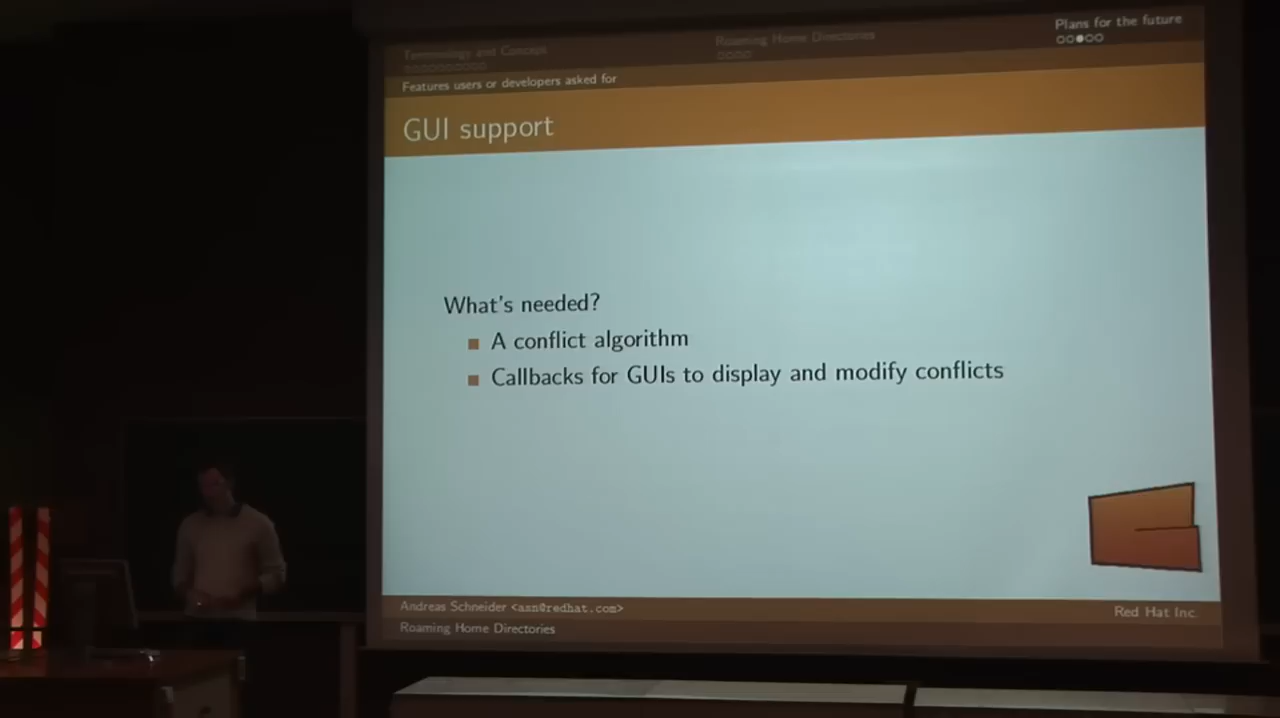 Terminology and Concept
Roaming Home Directories
Plans for the future
Features users or developers asked for
GUI support
What's needed?
A conflict algorithm
Callbacks for GUIs to display and modify conflicts
Andreas Schneider <asn@redhat.com>
Red Hat Inc.
Roaming Home Directories